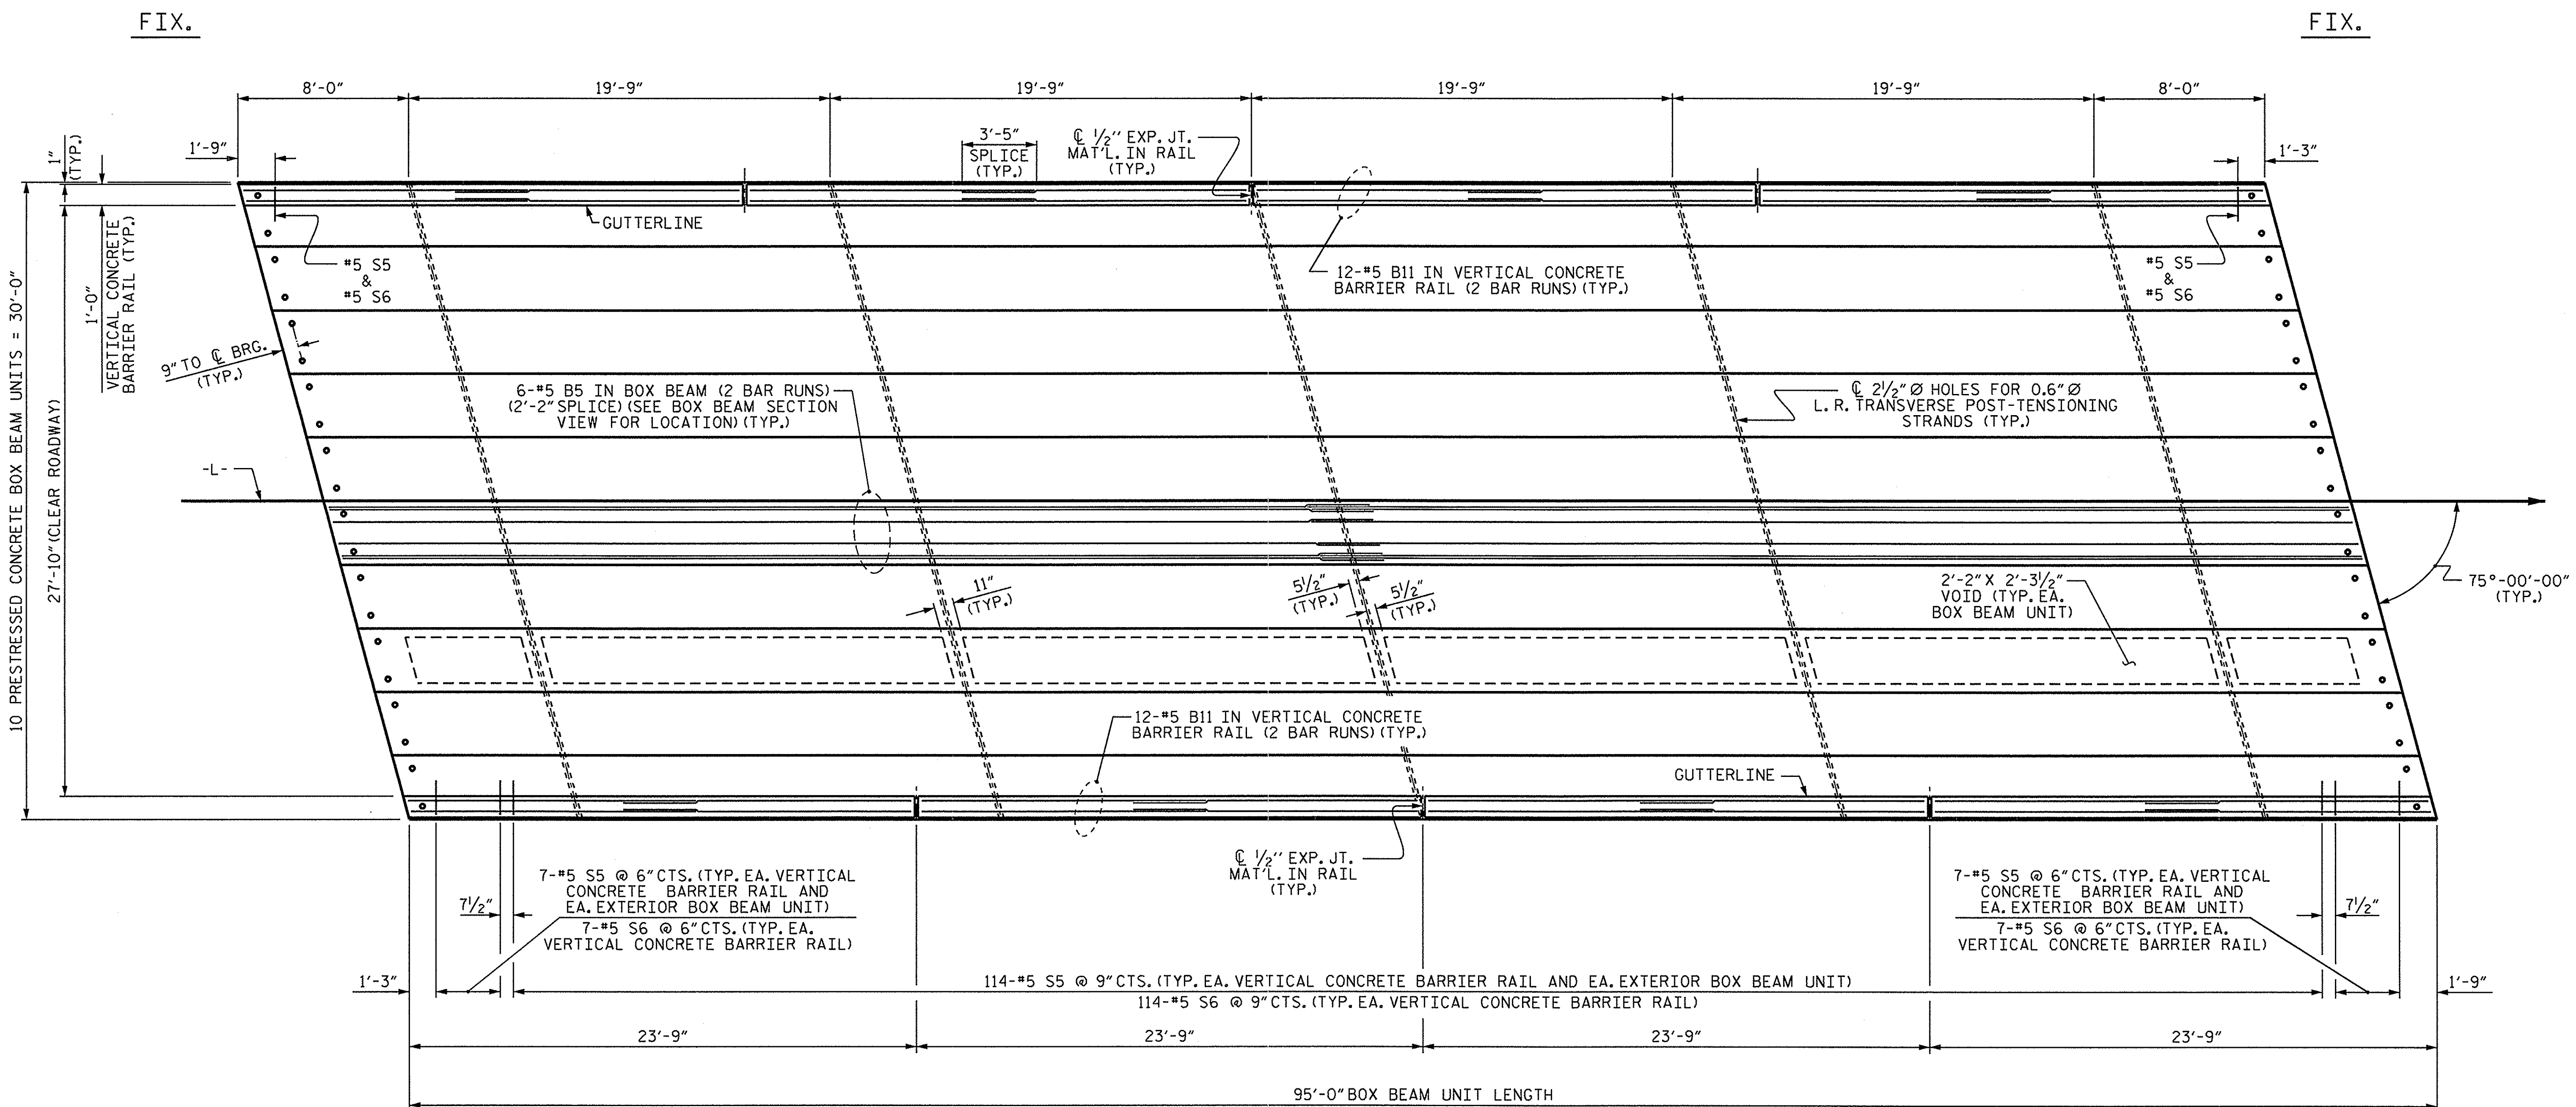 FIX.
FIX.
8'-0"
19'-9"
19'-9"
19'-9"
19'-9"
8'-0"
1"
(TYP.)
1'-9"
3'-5"
SPLICE
(TYP.)
℄ 1/2" EXP. JT.
MAT'L. IN RAIL
(TYP.)
1'-3"
GUTTERLINE
1'-0"
VERTICAL CONCRETE
BARRIER RAIL (TYP.)
#5 S5
&
#5 S6
12-#5 B11 IN VERTICAL CONCRETE
BARRIER RAIL (2 BAR RUNS) (TYP.)
#5 S5
&
#5 S6
10 PRESTRESSED CONCRETE BOX BEAM UNITS = 30'-0"
27'-10" (CLEAR ROADWAY)
9" TO ℄ BRG.
(TYP.)
6-#5 B5 IN BOX BEAM (2 BAR RUNS)
(2'-2" SPLICE) (SEE BOX BEAM SECTION
VIEW FOR LOCATION) (TYP.)
℄ 2 1/2" Ø HOLES FOR 0.6" Ø
L. R. TRANSVERSE POST-TENSIONING
STRANDS (TYP.)
-L-
11"
(TYP.)
5 1/2"
(TYP.)
5 1/2"
(TYP.)
2'-2" X 2'-3 1/2"
VOID (TYP. EA.
BOX BEAM UNIT)
75°-00'-00"
(TYP.)
12-#5 B11 IN VERTICAL CONCRETE
BARRIER RAIL (2 BAR RUNS) (TYP.)
GUTTERLINE
℄ 1/2" EXP. JT.
MAT'L. IN RAIL
(TYP.)
7-#5 S5 @ 6" CTS. (TYP. EA. VERTICAL
CONCRETE BARRIER RAIL AND
EA. EXTERIOR BOX BEAM UNIT)
7-#5 S6 @ 6" CTS. (TYP. EA.
VERTICAL CONCRETE BARRIER RAIL)
7 1/2"
7-#5 S5 @ 6" CTS. (TYP. EA. VERTICAL
CONCRETE BARRIER RAIL AND
EA. EXTERIOR BOX BEAM UNIT)
7-#5 S6 @ 6" CTS. (TYP. EA.
VERTICAL CONCRETE BARRIER RAIL)
7 1/2"
1'-3"
114-#5 S5 @ 9" CTS. (TYP. EA. VERTICAL CONCRETE BARRIER RAIL AND EA. EXTERIOR BOX BEAM UNIT)
114-#5 S6 @ 9" CTS. (TYP. EA. VERTICAL CONCRETE BARRIER RAIL)
1'-9"
23'-9"
23'-9"
23'-9"
23'-9"
95'-0" BOX BEAM UNIT LENGTH